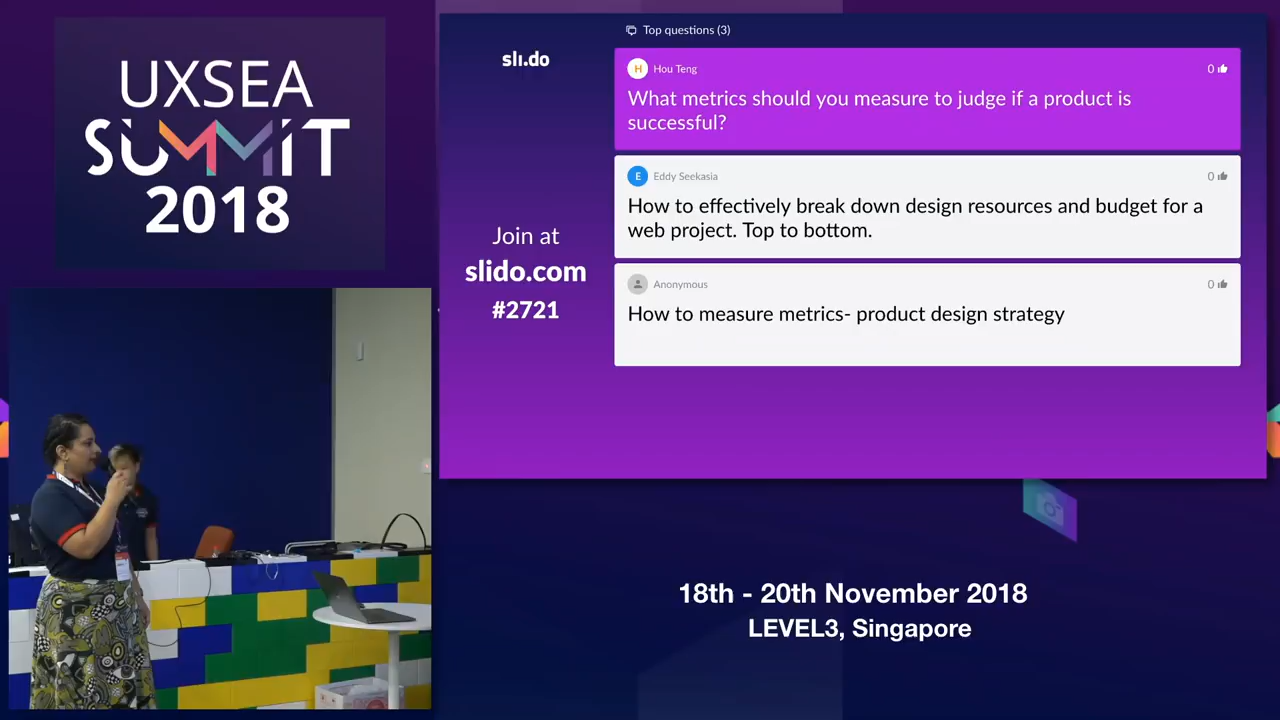 UXSEA
SUMMIT
2018
sli.do
Join at
slido.com
#2721
Top questions (3)
H
Hou Teng
0
What metrics should you measure to judge if a product is
successful?
E
Eddy Seekasia
0
How to effectively break down design resources and budget for a
web project. Top to bottom.
Anonymous
0
How to measure metrics- product design strategy
18th - 20th November 2018
LEVEL3, Singapore